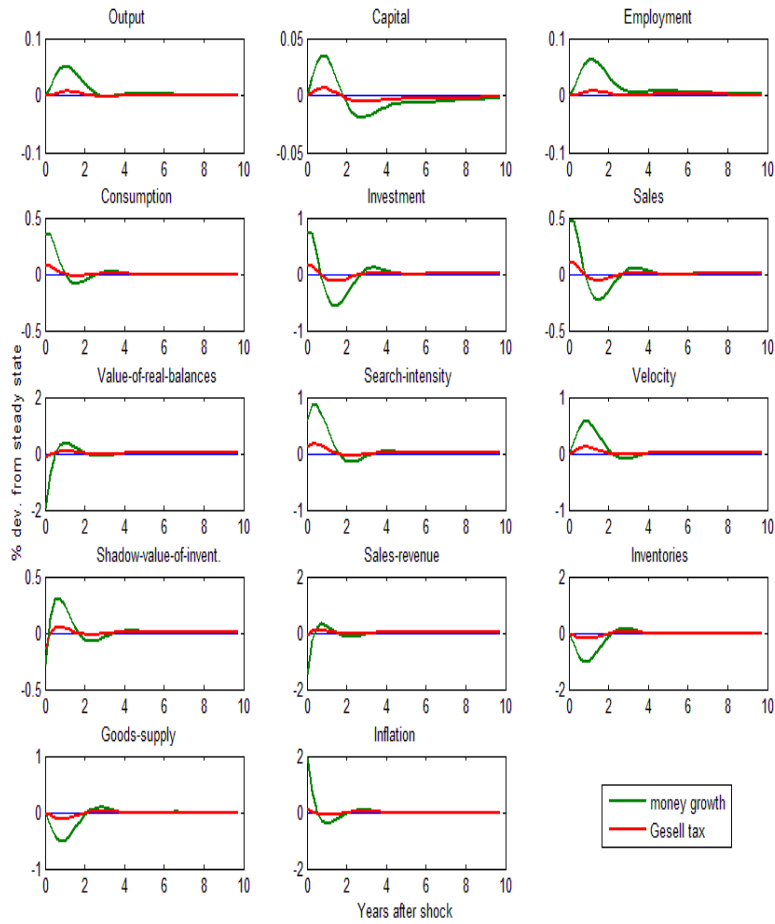 Output Capital Employment
0.1 0.05 0.1
0 0 0
-0.1 -0.05 -0.1
0 2 4 6 8 10 0 2 4 6 8 10 0 2 4 6 8 10
Consumption Investment Sales
0.5 1 0.5
0 0 0
-0.5 -1 -0.5
0 2 4 6 8 10 0 2 4 6 8 10 0 2 4 6 8 10
% dev. from steady state
Value-of-real-balances Search-intensity Velocity
2 1 1
0 0 0
-2 -1 -1
0 2 4 6 8 10 0 2 4 6 8 10 0 2 4 6 8 10
Shadow-value-of-invent. Sales-revenue Inventories
0.5 2 2
0 0 0
-0.5 -2 -2
0 2 4 6 8 10 0 2 4 6 8 10 0 2 4 6 8 10
Goods-supply Inflation
1 2
0 0
-1 -2
0 2 4 6 8 10 0 2 4 6 8 10
Years after shock
money growth
Gesell tax